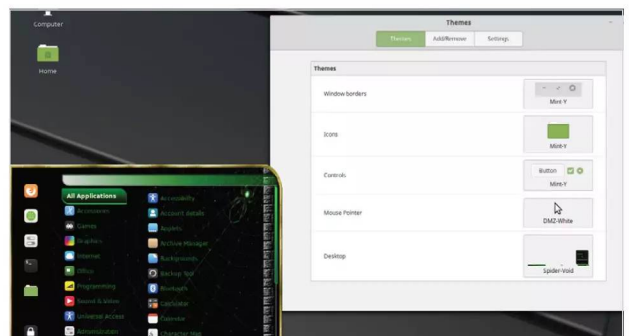 Computer
Home
Themes
Themes
Add/Remove
Settings
Themes
Window borders
Mint-Y
Icons
Mint-Y
Controls
Button
Mint-Y
Mouse Pointer
DMZ-White
Desktop
Spider-Void
All Applications
Accessories
Games
Graphics
Internet
Office
Programming
Sound & Video
Universal Access
Administration
Accessibility
Account details
Applets
Archive Manager
Backgrounds
Backup Tool
Bluetooth
Calculator
Calendar
Character Map